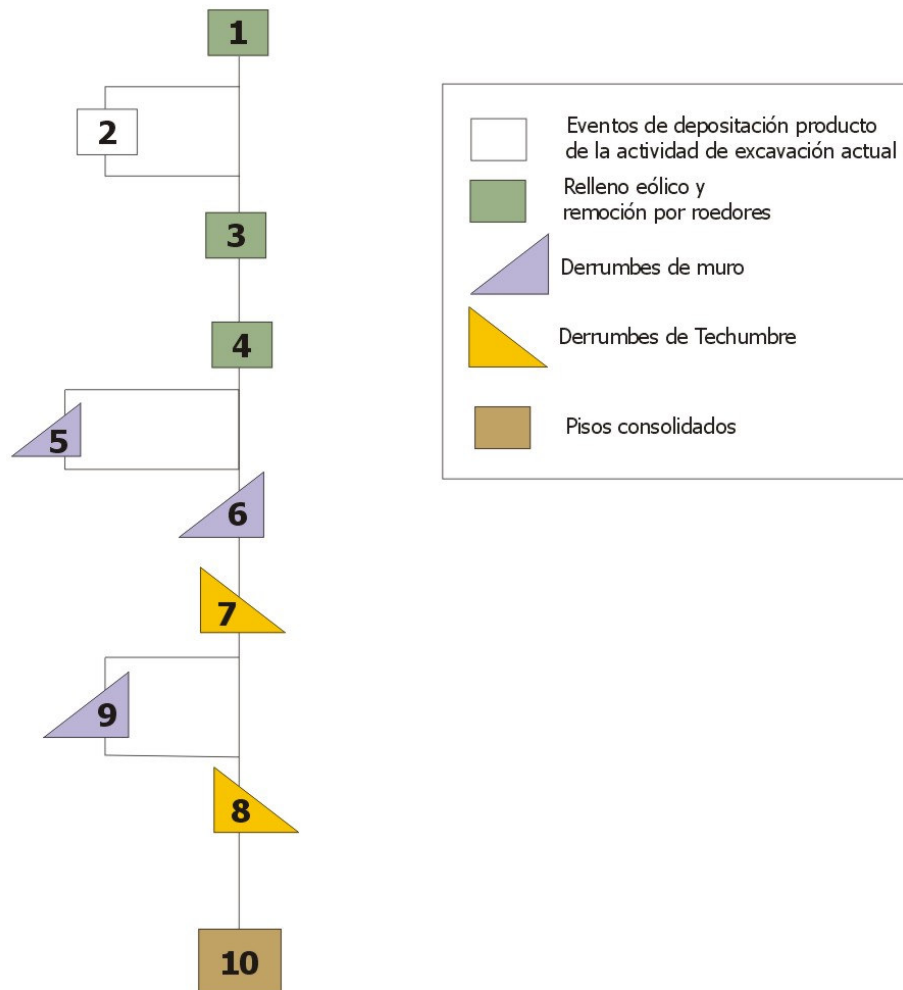 1
2
3
4
5
6
7
9
8
10
Eventos de depositación producto
de la actividad de excavación actual
Relleno eólico y
remoción por roedores
Derrumbes de muro
Derrumbes de Techumbre
Pisos consolidados